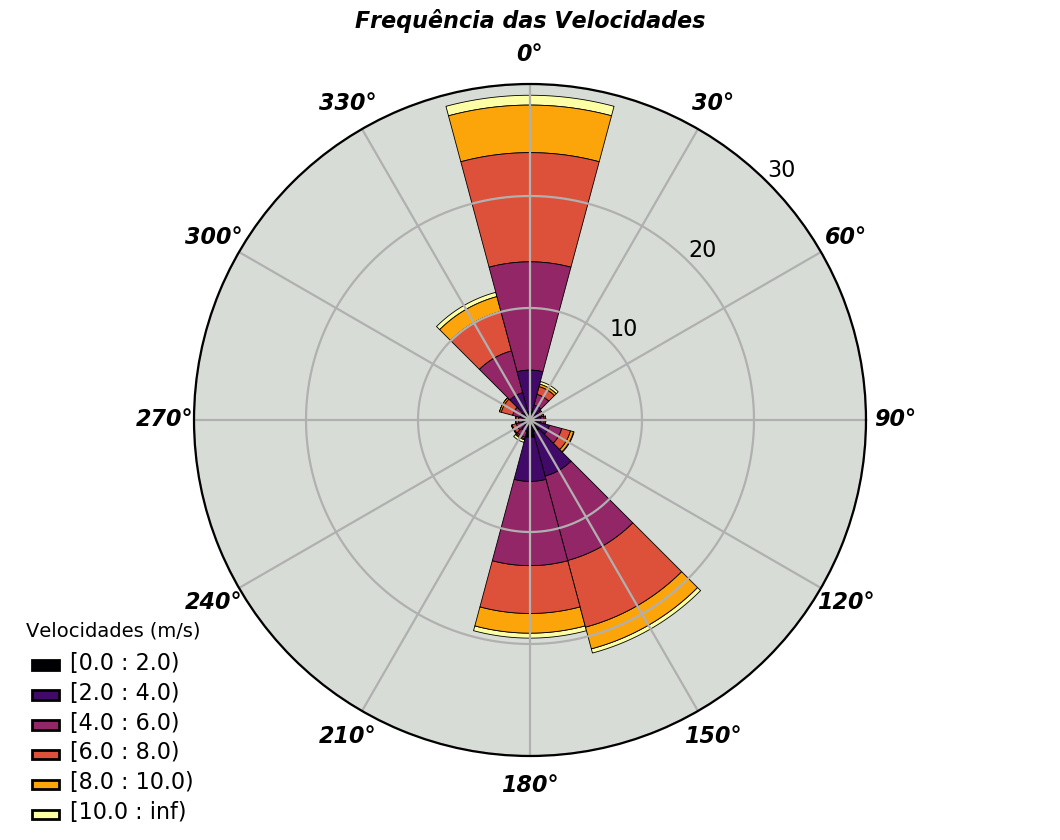 Frequência das Velocidades
0°
30°
60°
90°
120°
150°
180°
210°
240°
270°
300°
330°
10
20
30
Velocidades (m/s)
[0.0 : 2.0)
[2.0 : 4.0)
[4.0 : 6.0)
[6.0 : 8.0)
[8.0 : 10.0)
[10.0 : inf)